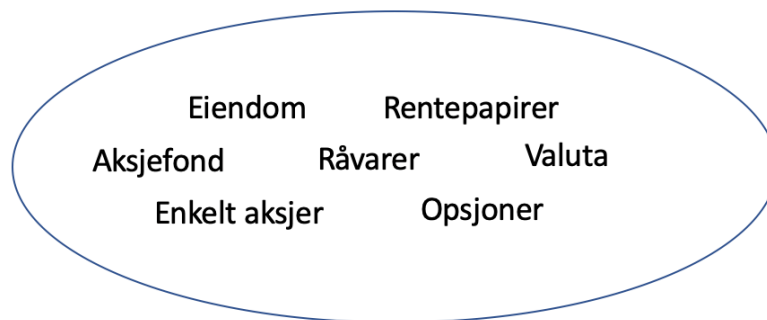 Eiendom Rentepapirer
Aksjefond Råvarer Valuta
Enkelt aksjer Opsjoner